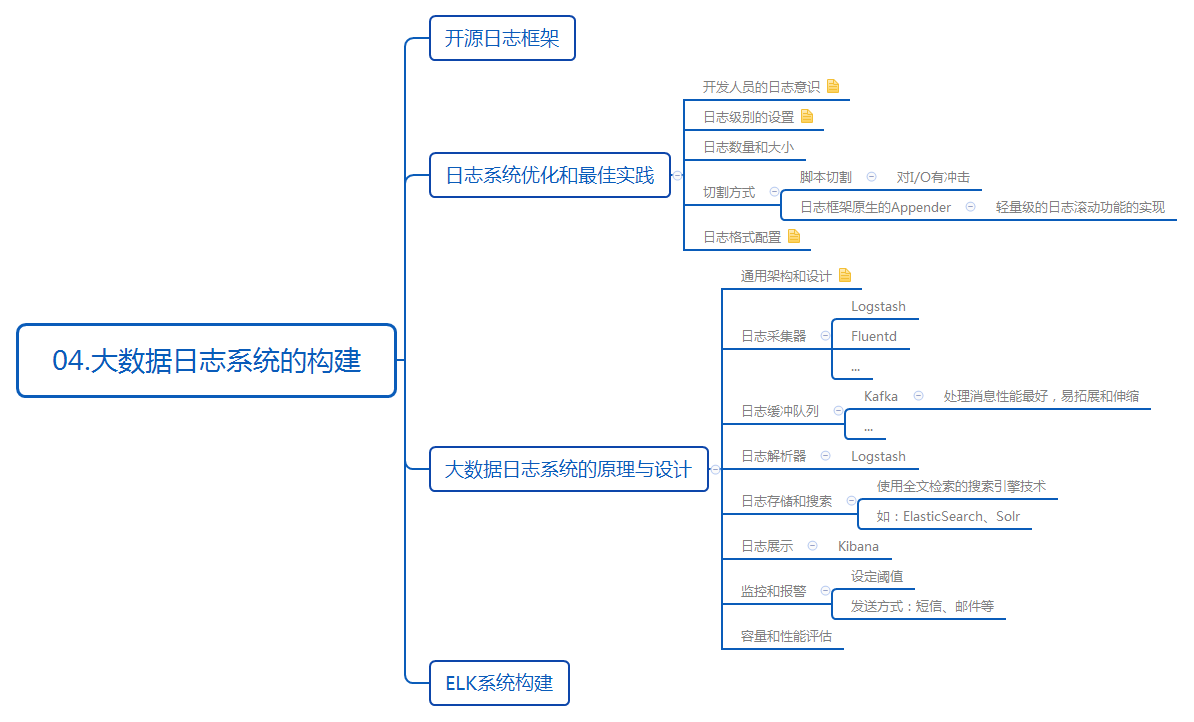 开源日志框架
开发人员的日志意识
日志级别的设置
日志数量和大小
日志系统优化和最佳实践
切割方式
脚本切割
对I/O有冲击
日志框架原生的Appender
轻量级的日志滚动功能的实现
日志格式配置
04.大数据日志系统的构建
大数据日志系统的原理与设计
通用架构和设计
日志采集器
Logstash
Fluentd
...
日志缓冲队列
Kafka
处理消息性能最好，易拓展和伸缩
...
日志解析器
Logstash
日志存储和搜索
使用全文检索的搜索引擎技术
如：ElasticSearch、Solr
日志展示
Kibana
监控和报警
设定阈值
发送方式：短信、邮件等
容量和性能评估
ELK系统构建